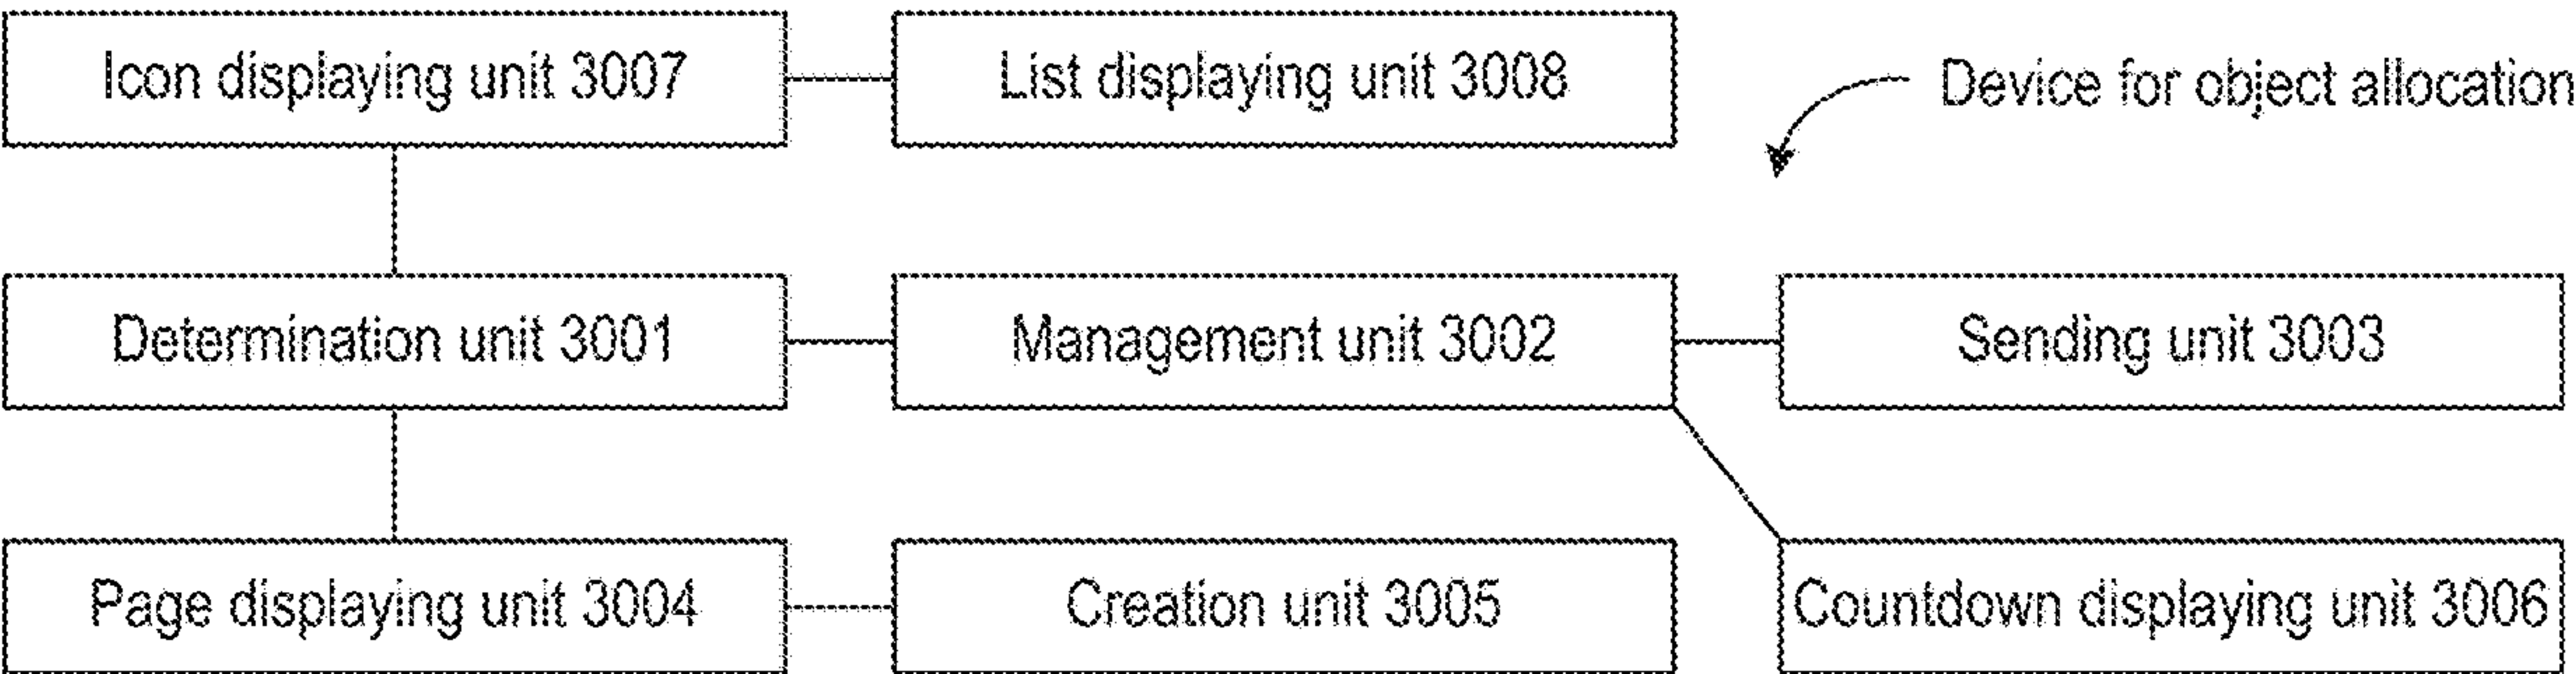 Icon displaying unit 3007
List displaying unit 3008
Device for object allocation
Determination unit 3001
Management unit 3002
Sending unit 3003
Page displaying unit 3004
Creation unit 3005
Countdown displaying unit 3006